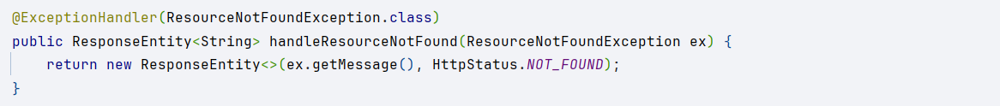 @ExceptionHandler(ResourceNotFoundException.class)
public ResponseEntity<String> handleResourceNotFound(ResourceNotFoundException ex) {
    return new ResponseEntity<>(ex.getMessage(), HttpStatus.NOT_FOUND);
}